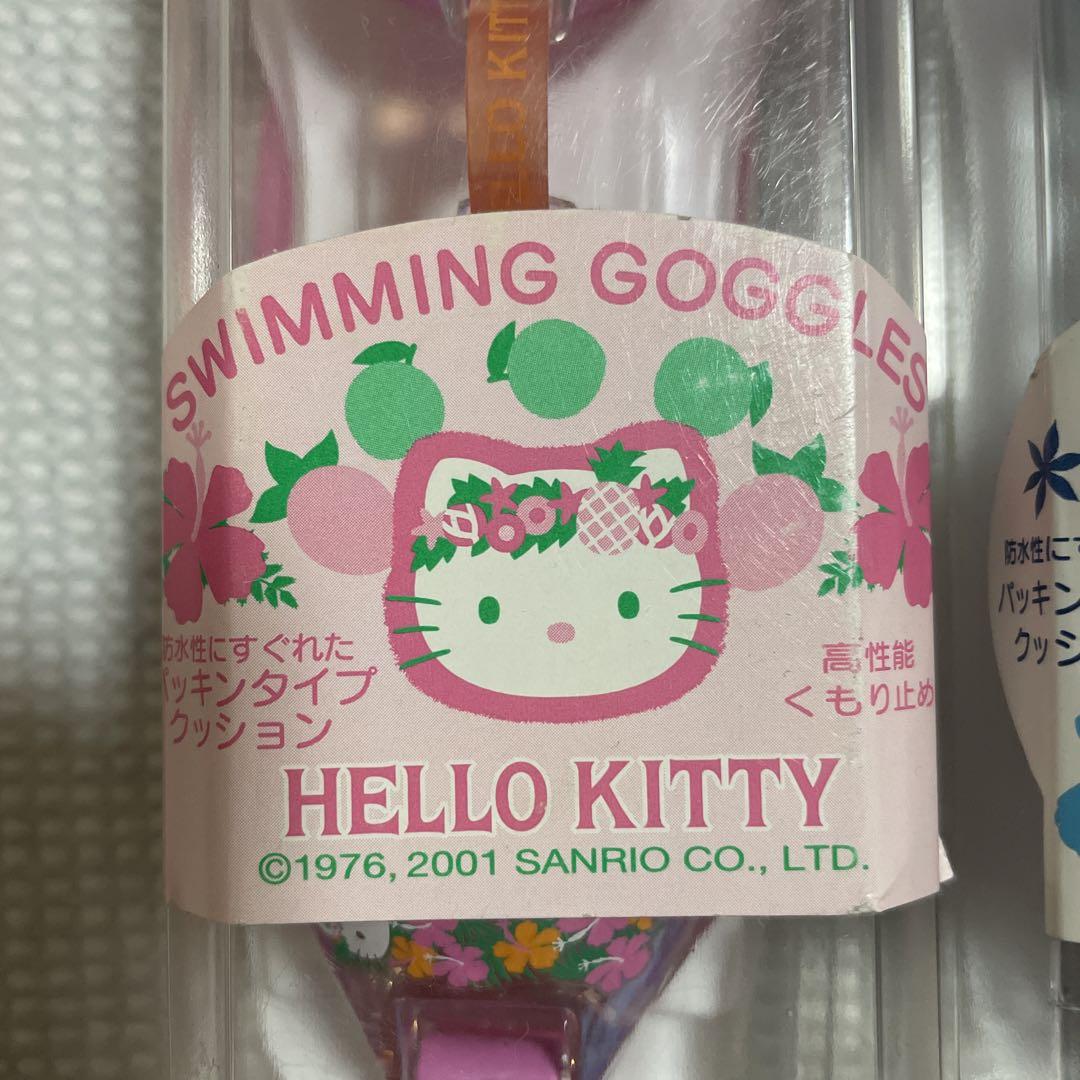 LO KIT
SWIMMING GOGGLES
防水性にすぐれた
パッキンタイプ
クッション
高性能
くもり止め
HELLO KITTY
©1976, 2001 SANRIO CO., LTD.
防水性にす
パッキン
クッシ